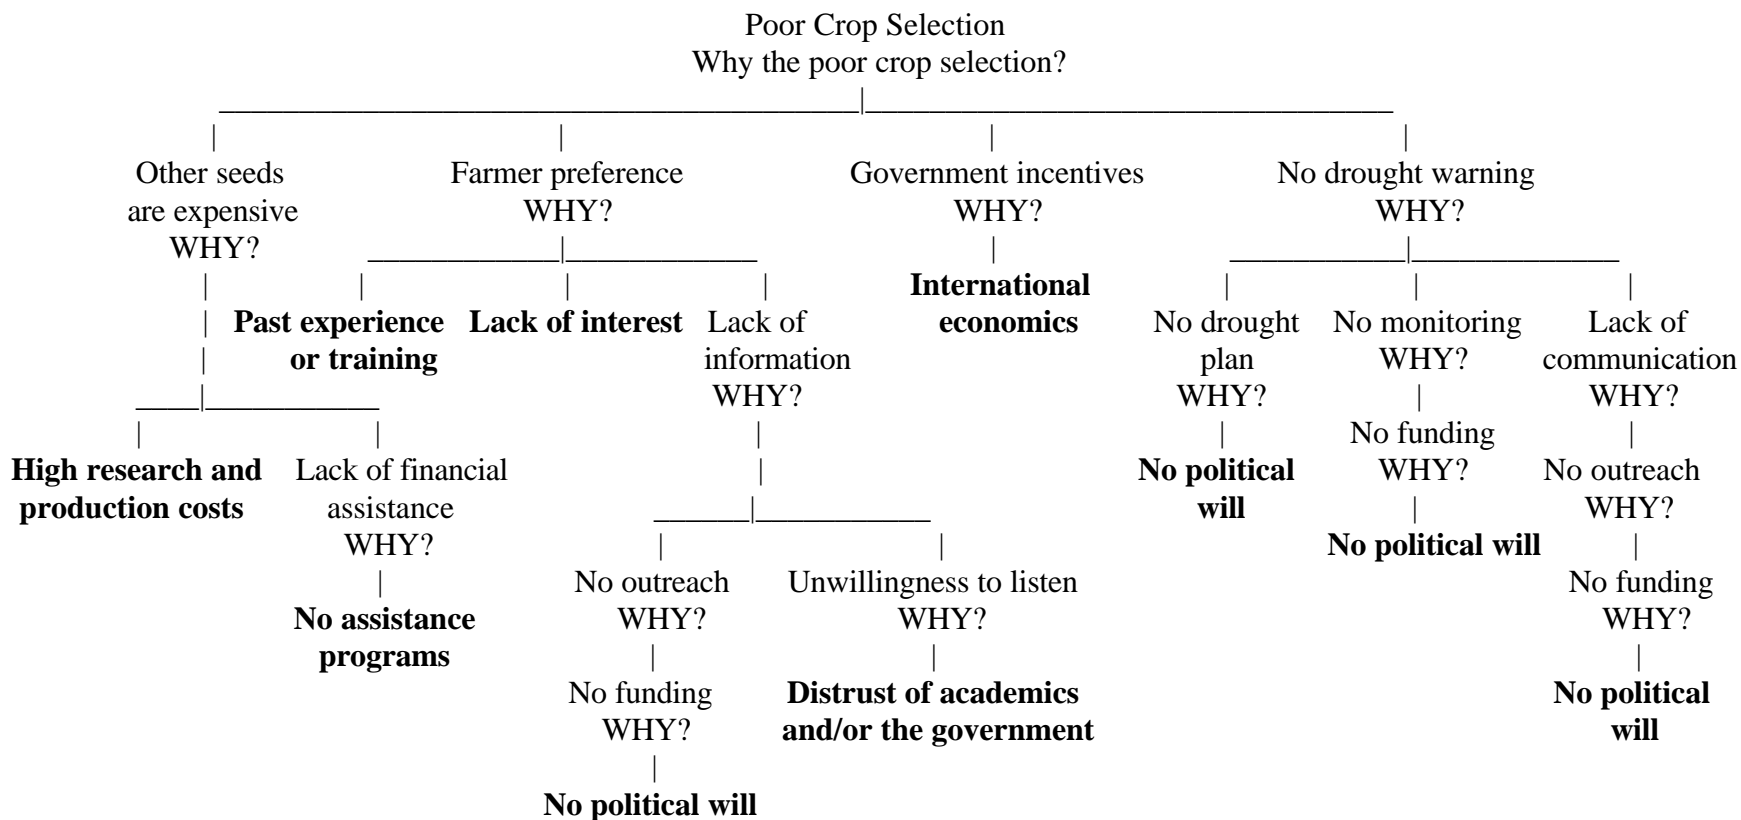 Poor Crop Selection
Why the poor crop selection?
Other seeds
are expensive
WHY?
High research and
production costs
Lack of financial
assistance
WHY?
No assistance
programs
Farmer preference
WHY?
Past experience
or training
Lack of interest
Lack of
information
WHY?
No outreach
WHY?
No funding
WHY?
No political will
Unwillingness to listen
WHY?
Distrust of academics
and/or the government
Government incentives
WHY?
International
economics
No drought warning
WHY?
No drought
plan
WHY?
No political
will
No monitoring
WHY?
No funding
WHY?
No political will
Lack of
communication
WHY?
No outreach
WHY?
No funding
WHY?
No political
will